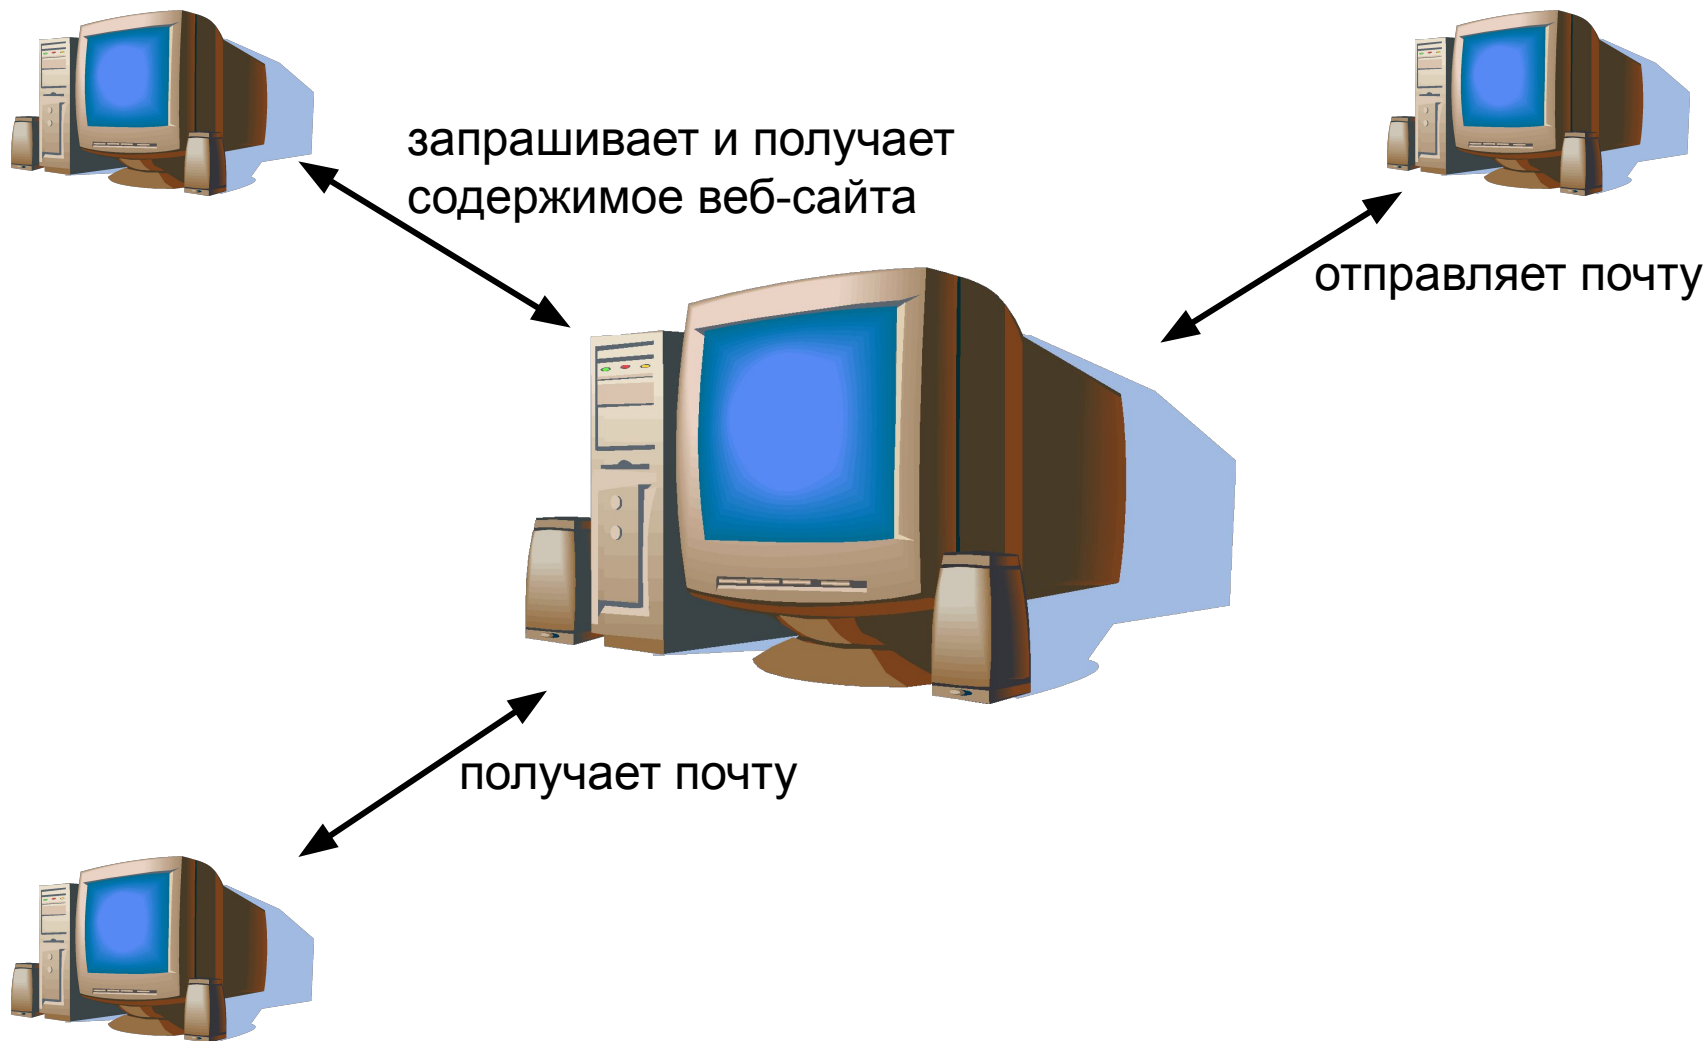 запрашивает и получает
содержимое веб-сайта
отправляет почту
получает почту